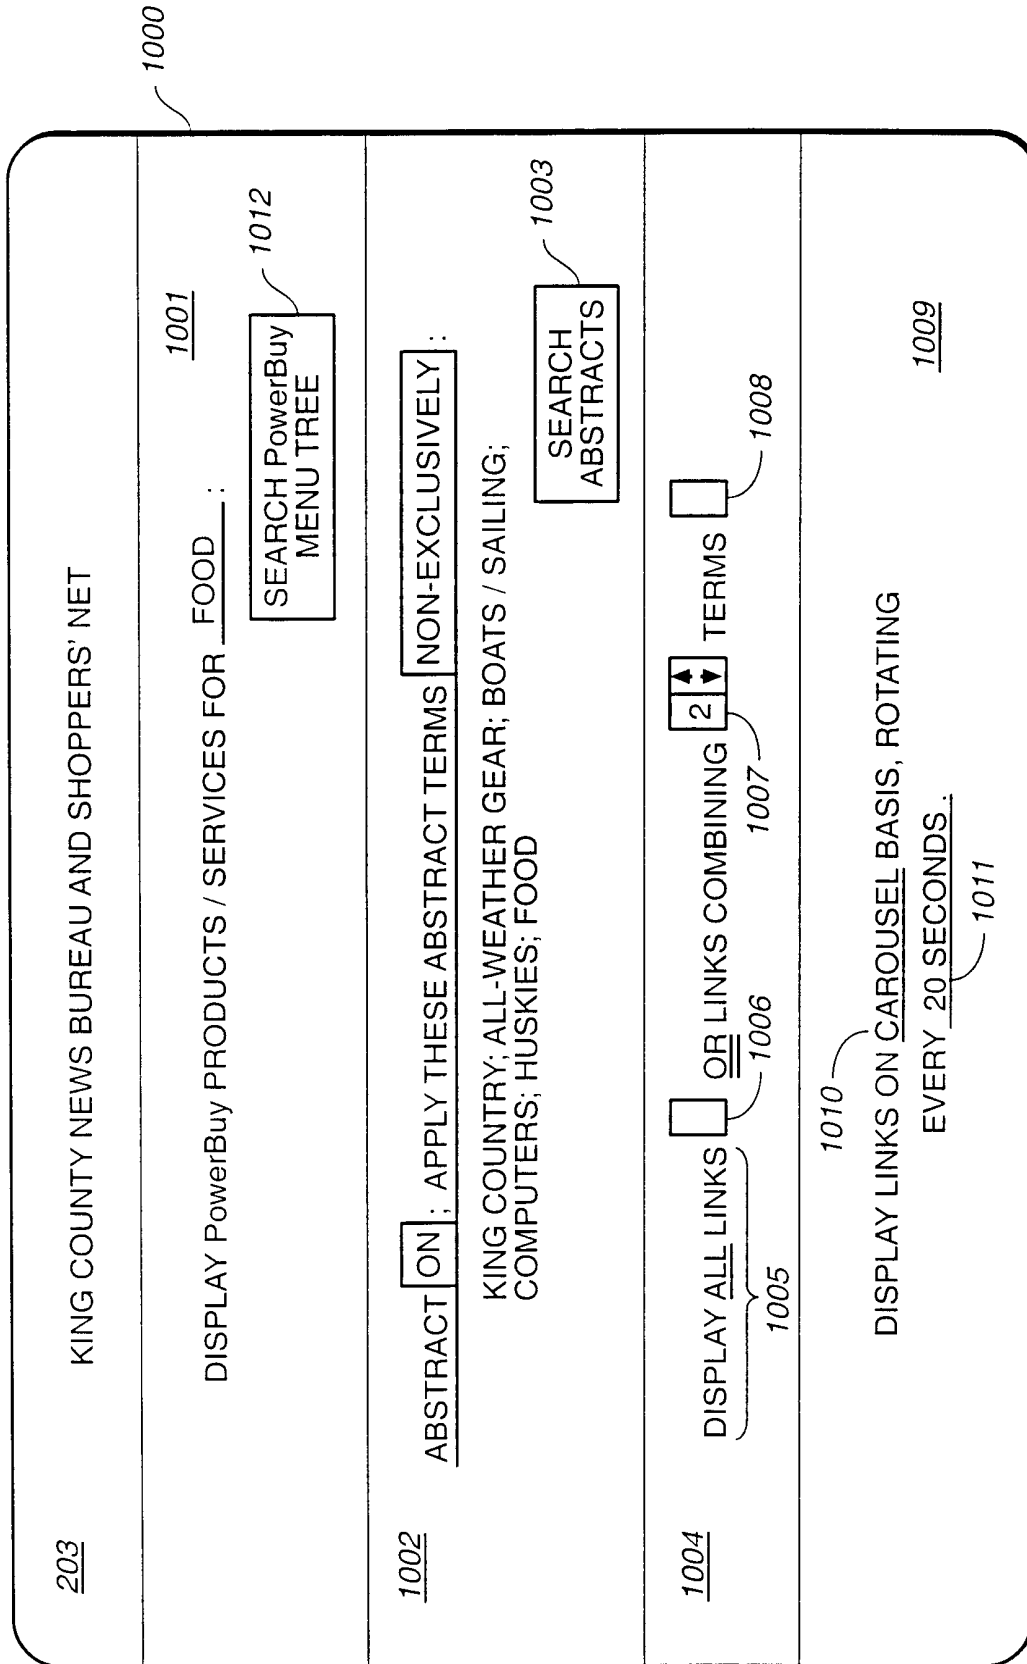 1000
203
KING COUNTY NEWS BUREAU AND SHOPPERS' NET
1001
DISPLAY PowerBuy PRODUCTS / SERVICES FOR FOOD :
SEARCH PowerBuy
MENU TREE
1012
1002
ABSTRACT ON ; APPLY THESE ABSTRACT TERMS NON-EXCLUSIVELY :
KING COUNTRY; ALL-WEATHER GEAR; BOATS / SAILING;
COMPUTERS; HUSKIES; FOOD
SEARCH
ABSTRACTS
1003
1004
DISPLAY ALL LINKS OR LINKS COMBINING 2 TERMS
1005
1006
1007
1008
1009
1010
DISPLAY LINKS ON CAROUSEL BASIS, ROTATING
EVERY 20 SECONDS.
1011